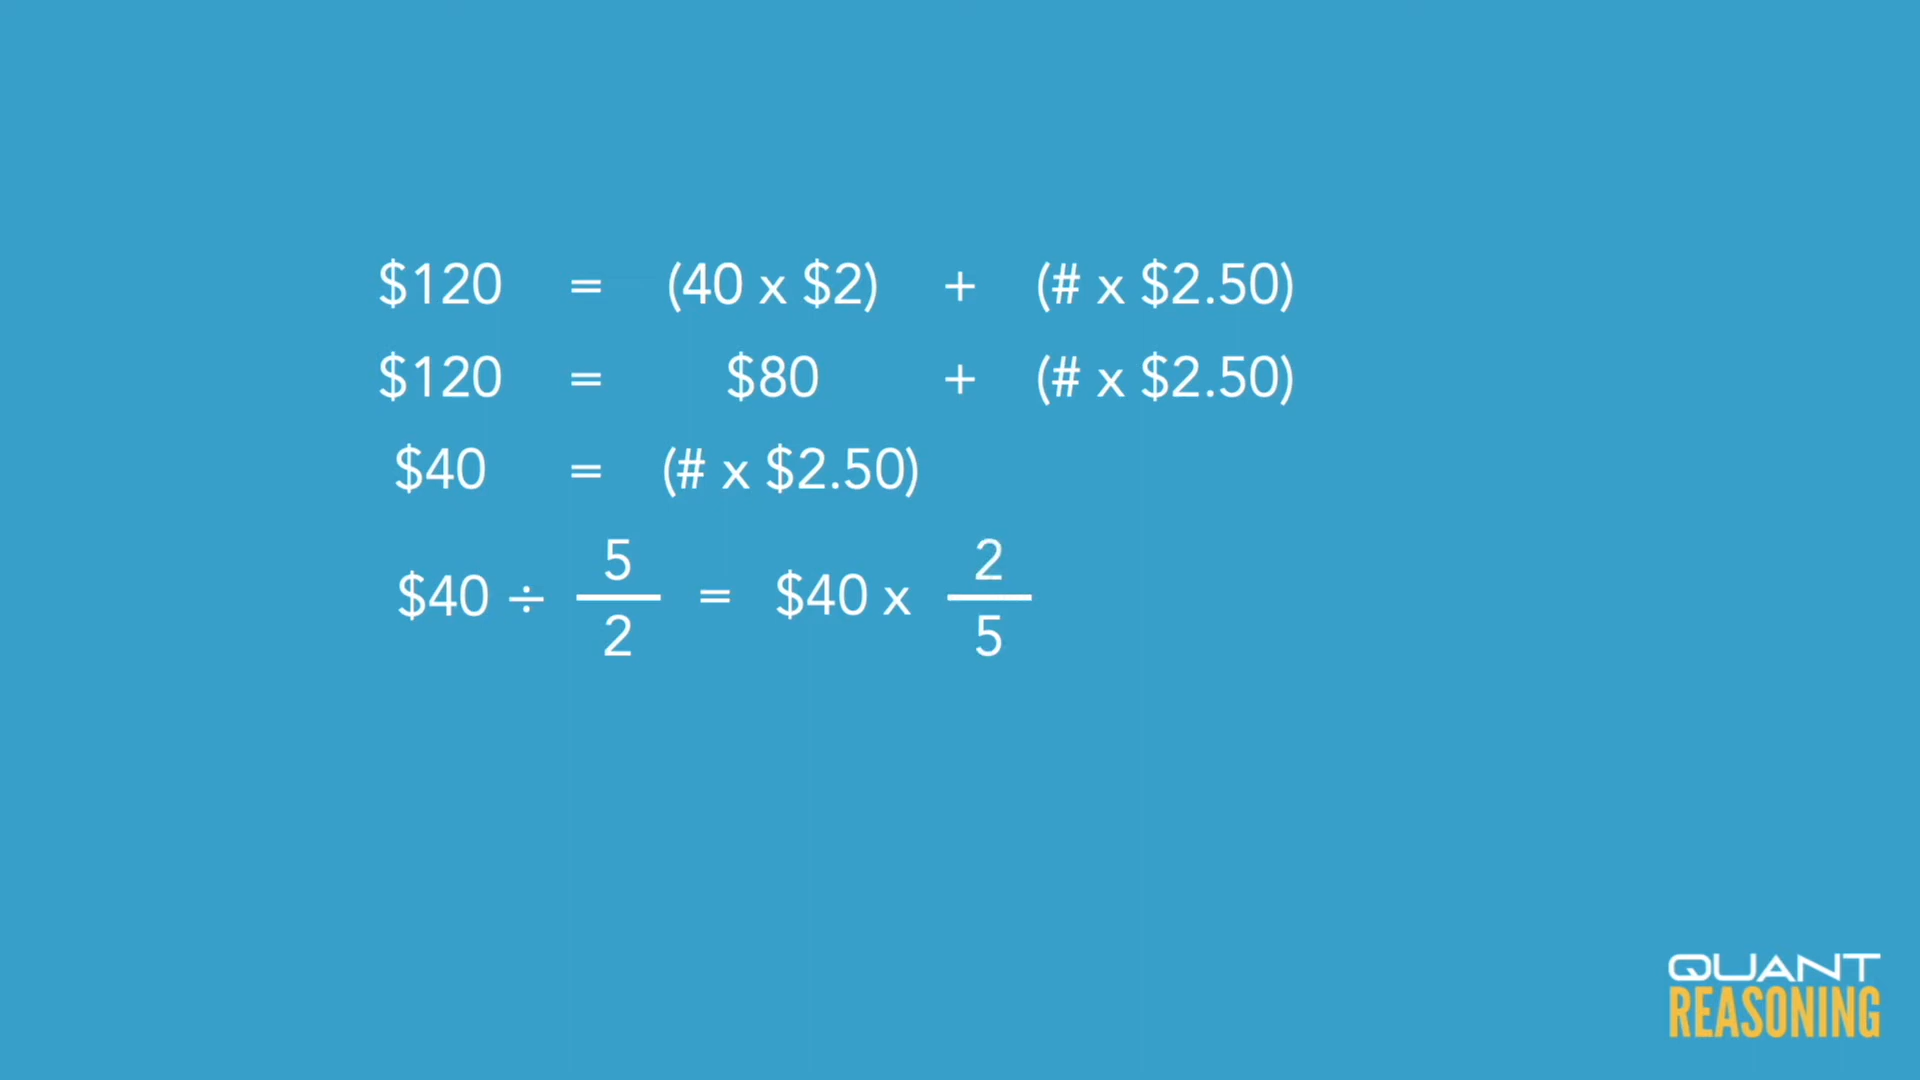 $120 = (40 x $2) + (# x $2.50)
$120 = $80 + (# x $2.50)
$40 = (# x $2.50)
$40 ÷ 5/2 = $40 x 2/5
QUANT
REASONING